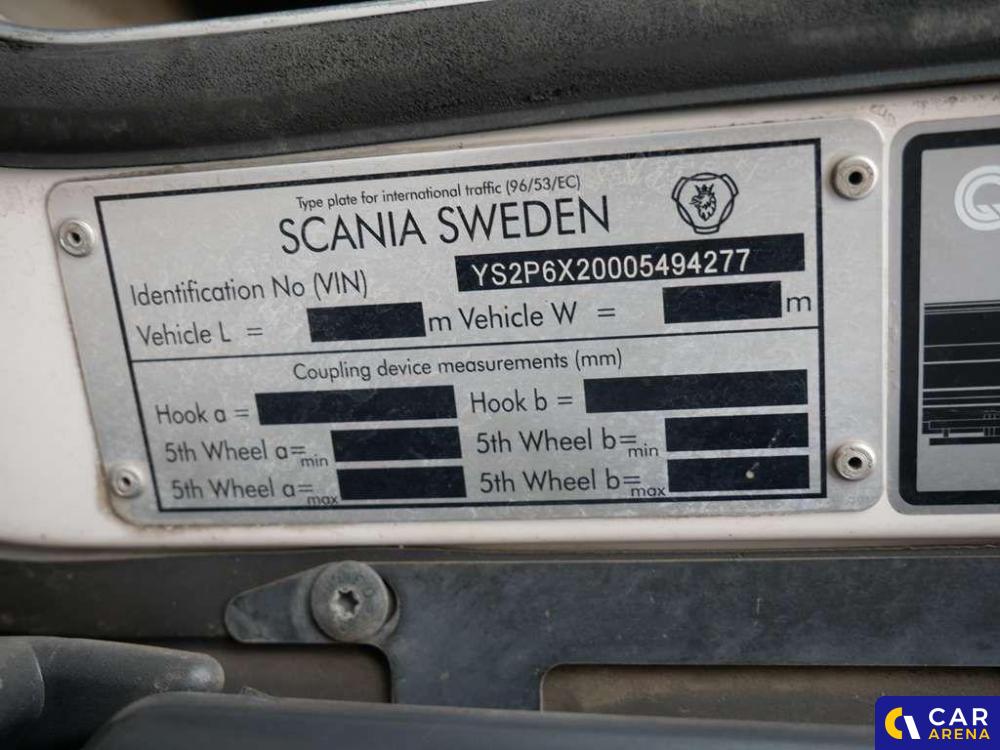 Type plate for international traffic (96/53/EC)
SCANIA SWEDEN
Identification No (VIN) YS2P6X20005494277
Vehicle L = m Vehicle W = m
Coupling device measurements (mm)
Hook a = Hook b =
5th Wheel a=min 5th Wheel b=min
5th Wheel a=max 5th Wheel b=max
CAR
ARENA